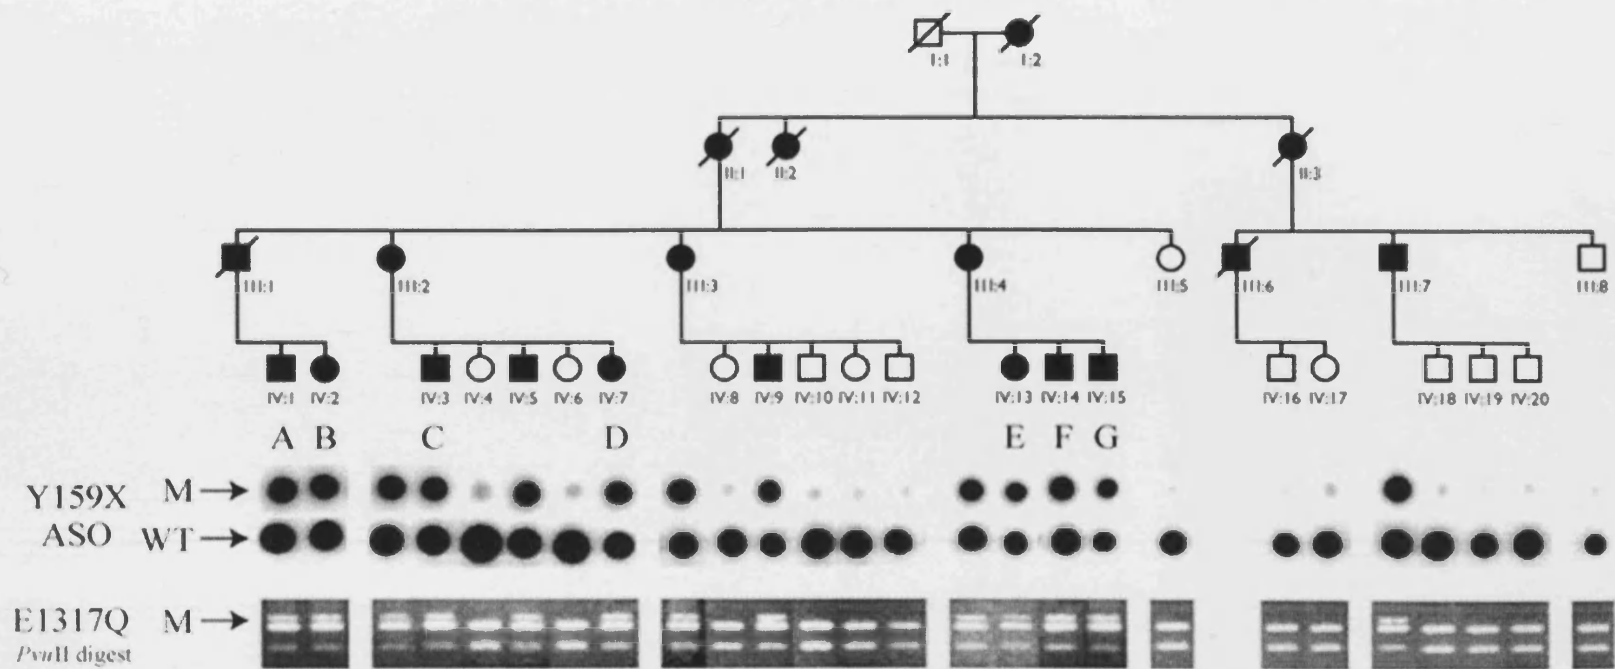 I:1 I:2
II:1 II:2 II:3
III:1 III:2 III:3 III:4 III:5 III:6 III:7 III:8
IV:1 IV:2 IV:3 IV:4 IV:5 IV:6 IV:7 IV:8 IV:9 IV:10 IV:11 IV:12 IV:13 IV:14 IV:15 IV:16 IV:17 IV:18 IV:19 IV:20
A B C D E F G
Y159X M
ASO WT
E1317Q M
PvuII digest